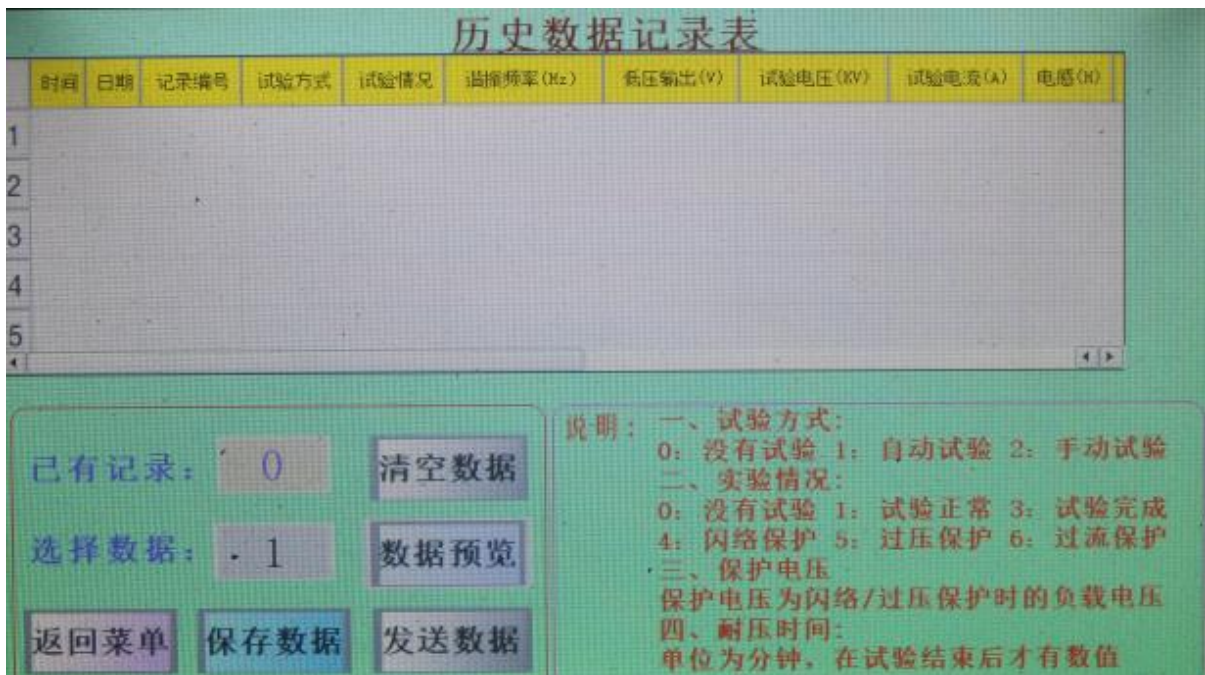 历史数据记录表
时间 日期 记录编号 试验方式 试验情况 谐振频率(Hz) 低压输出(V) 试验电压(KV) 试验电流(A) 电感(H)
1
2
3
4
5
说明: 一、试验方式:
0: 没有试验 1: 自动试验 2: 手动试验
二、实验情况:
0: 没有试验 1: 试验正常 3: 试验完成
4: 闪络保护 5: 过压保护 6: 过流保护
三、保护电压
保护电压为闪络/过压保护时的负载电压
四、耐压时间:
单位为分钟，在试验结束后才有数值
已有记录: 0 清空数据
选择数据: 1 数据预览
返回菜单 保存数据 发送数据